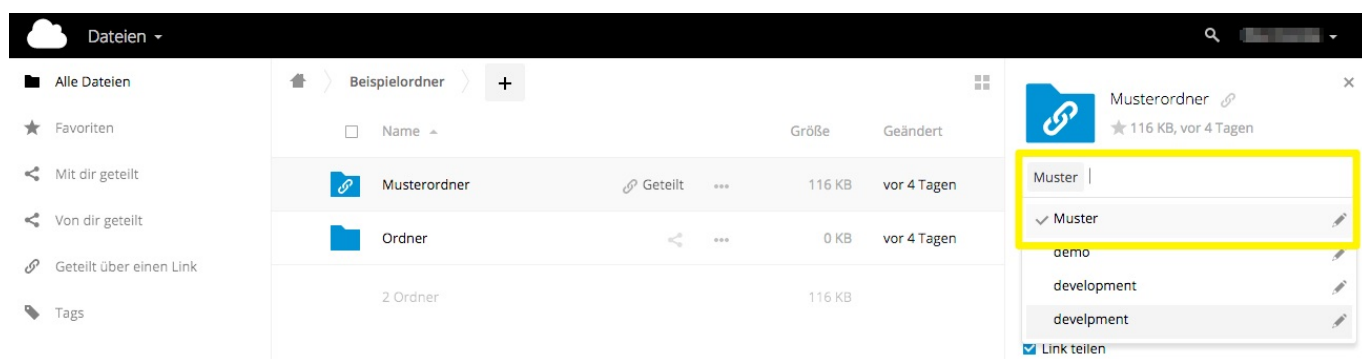 Dateien
Alle Dateien
Favoriten
Mit dir geteilt
Von dir geteilt
Geteilt über einen Link
Tags
Beispielordner +
Name Größe Geändert
Musterordner Geteilt ••• 116 KB vor 4 Tagen
Ordner ••• 0 KB vor 4 Tagen
2 Ordner 116 KB
Musterordner
116 KB, vor 4 Tagen
Muster
Muster
demo
development
develpment
Link teilen